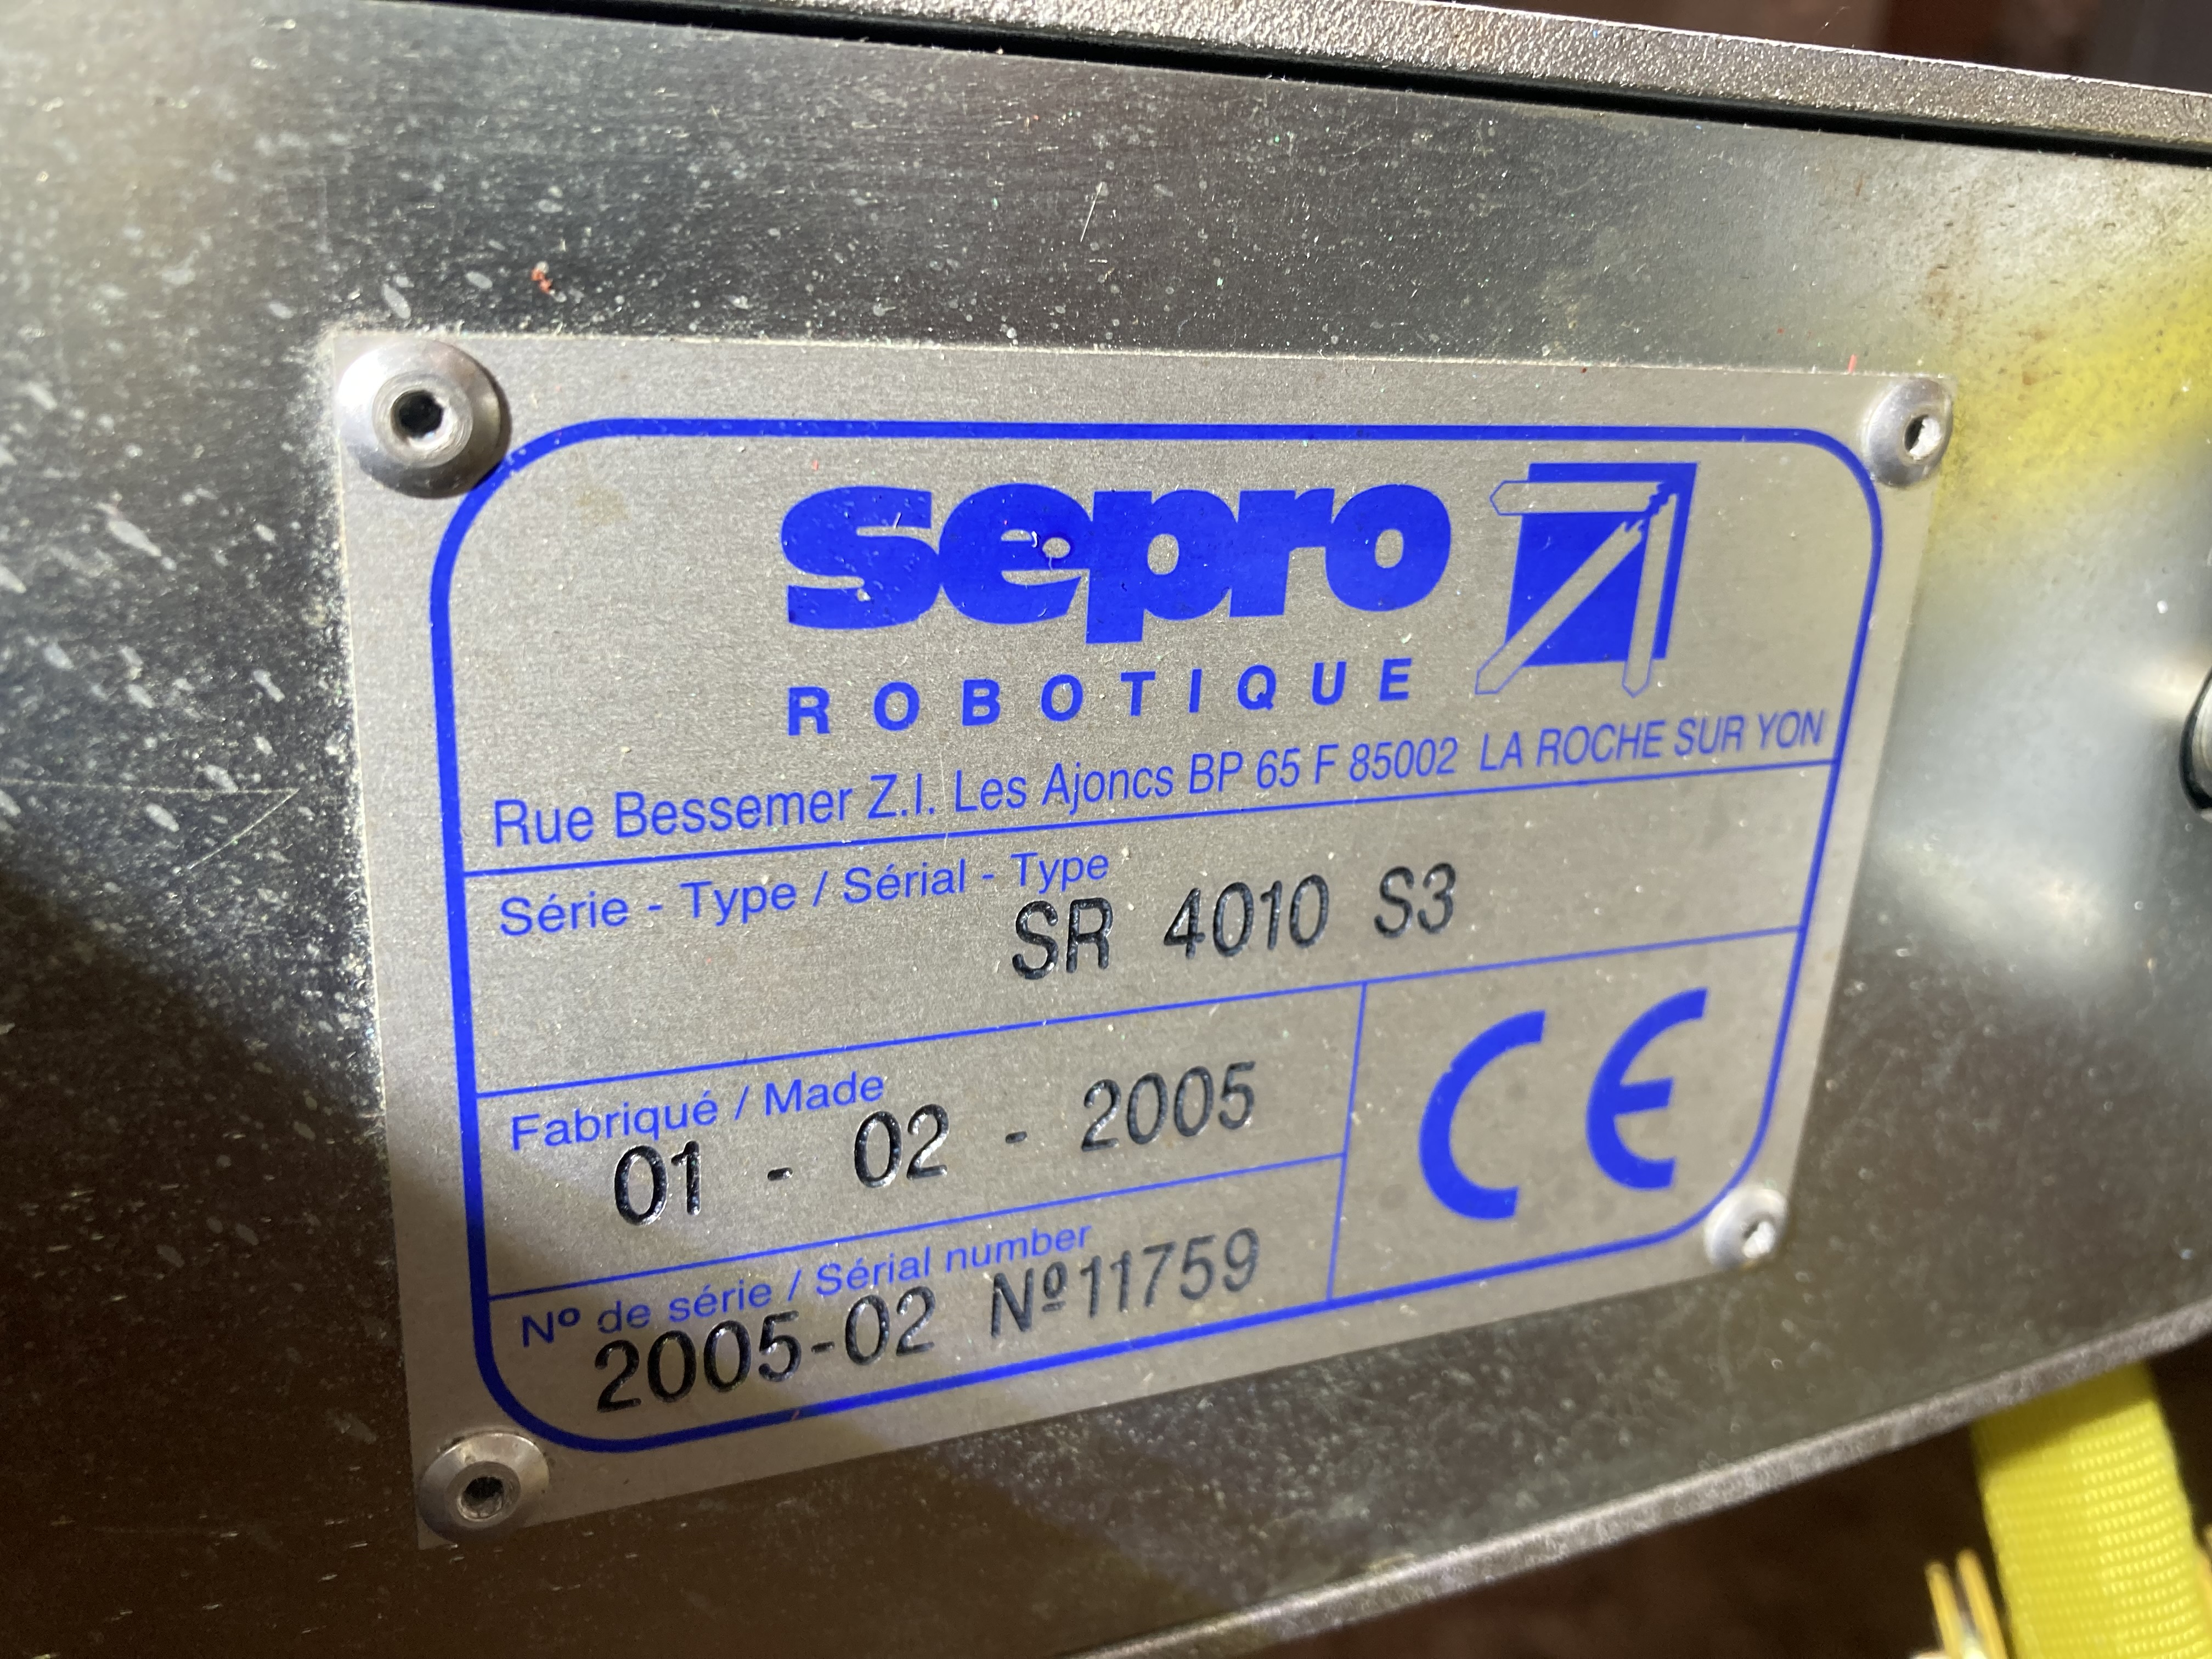 sepro
ROBOTIQUE
Rue Bessemer Z.I. Les Ajoncs BP 65 F 85002 LA ROCHE SUR YON
Série - Type / Sérial - Type
SR 4010 S3
Fabriqué / Made
01 - 02 - 2005
Nº de série / Sérial number
2005-02 Nº11759
CE